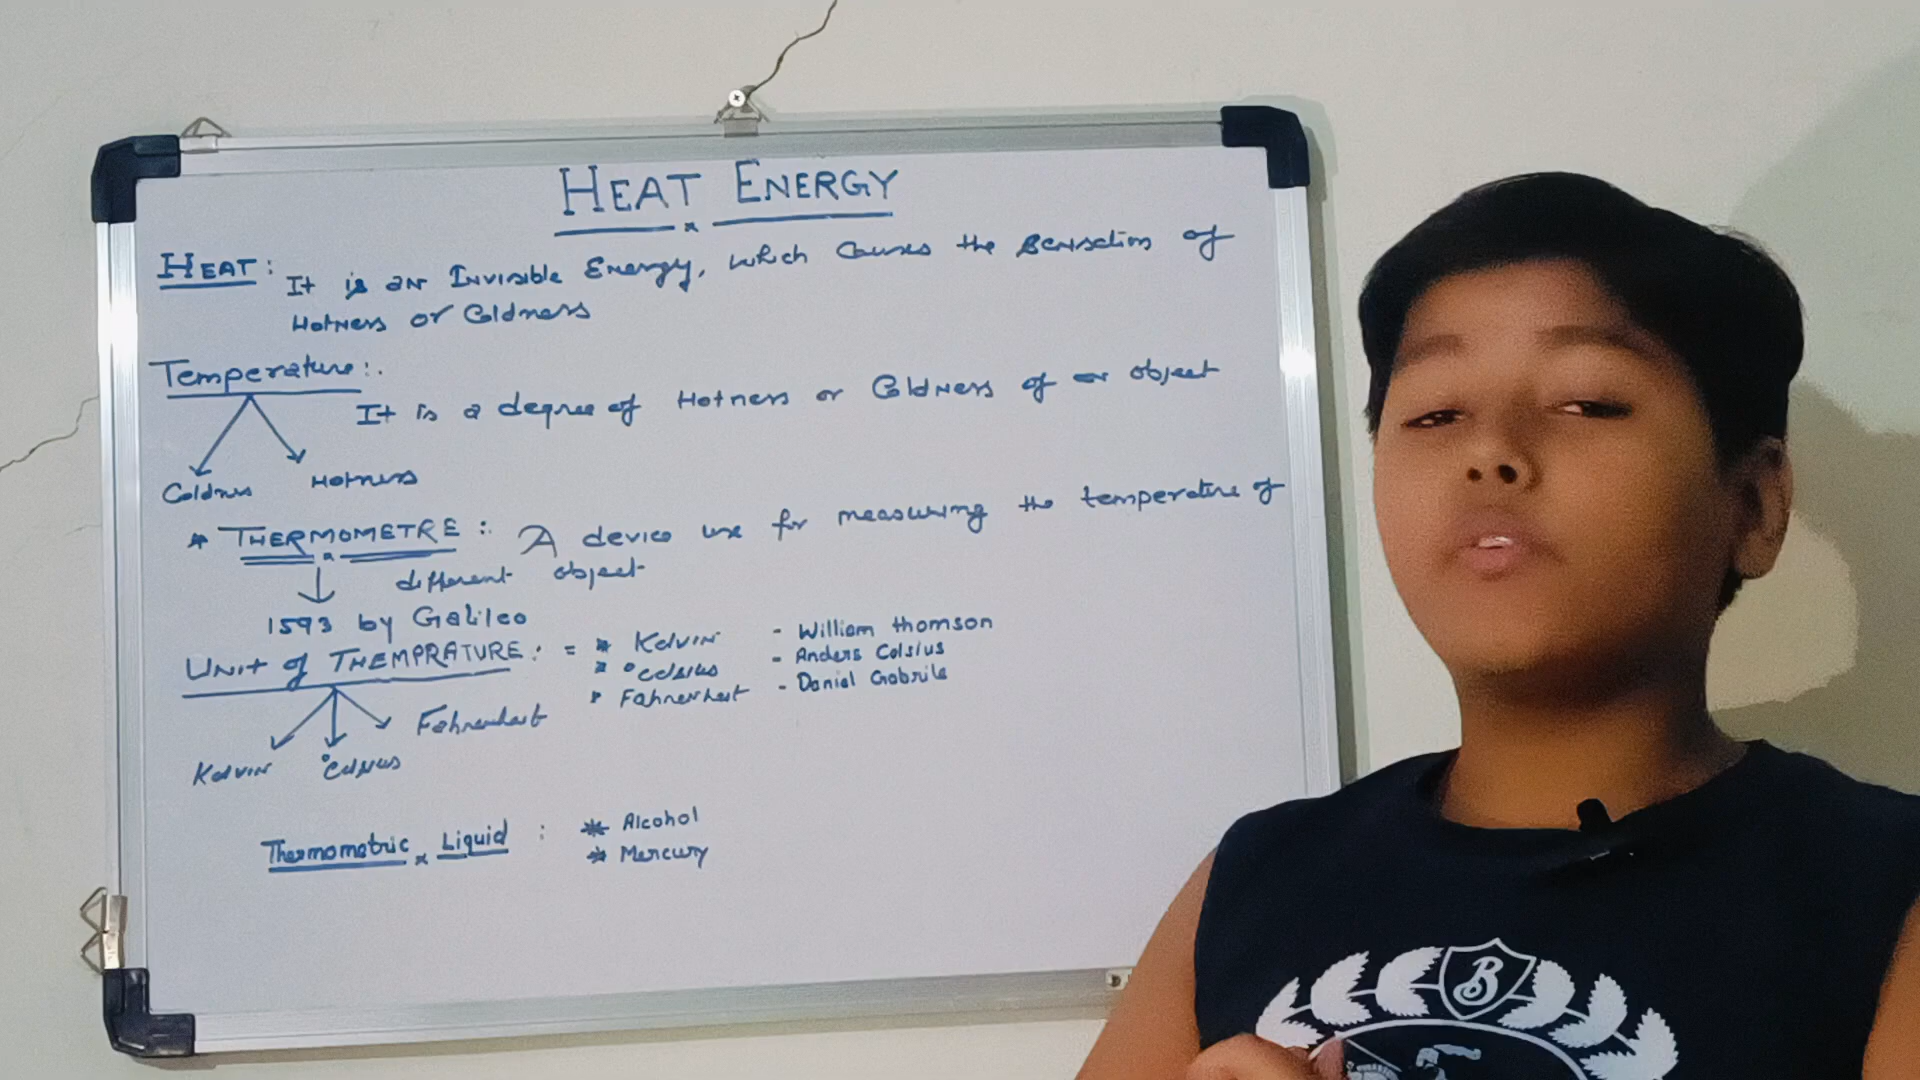 HEAT ENERGY
HEAT: It is an Invisible Energy, which Causes the Sensation of
Hotness or Coldness
Temperature:.
It is a degree of Hotness or Coldness of an object
Coldness Hotness
* THERMOMETRE:. A device use for measuring the temperature of
different object
1593 by Galileo
UNIT of THEMPRATURE: = * Kelvin - William thomson
* °Celsius - Anders Celsius
* Fahrenheit - Daniel Gabrile
Kelvin °Celsius Fahrenheit
Thermometric Liquid : * Alcohol
* Mercury
B